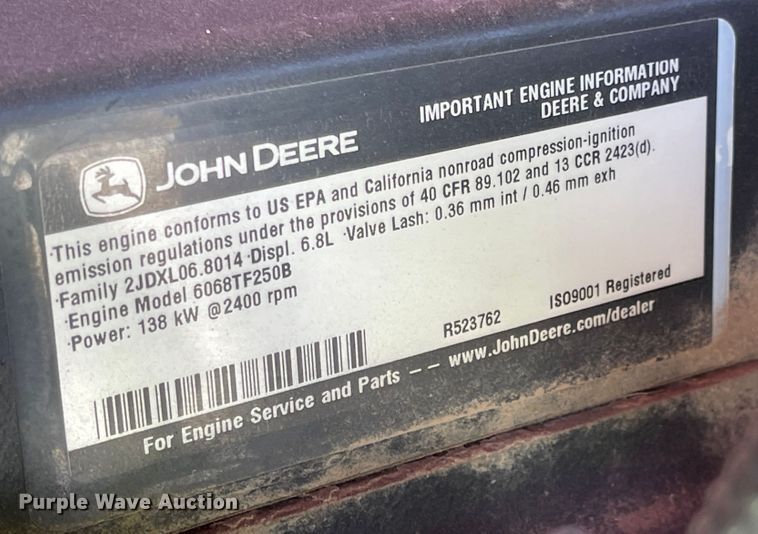 IMPORTANT ENGINE INFORMATION
DEERE & COMPANY
JOHN DEERE
·This engine conforms to US EPA and California nonroad compression-ignition
emission regulations under the provisions of 40 CFR 89.102 and 13 CCR 2423(d).
·Family 2JDXL06.8014 ·Displ. 6.8L ·Valve Lash: 0.36 mm int / 0.46 mm exh
·Engine Model 6068TF250B
·Power: 138 kW @2400 rpm
R523762 ISO9001 Registered
For Engine Service and Parts – – www.JohnDeere.com/dealer
Purple Wave Auction